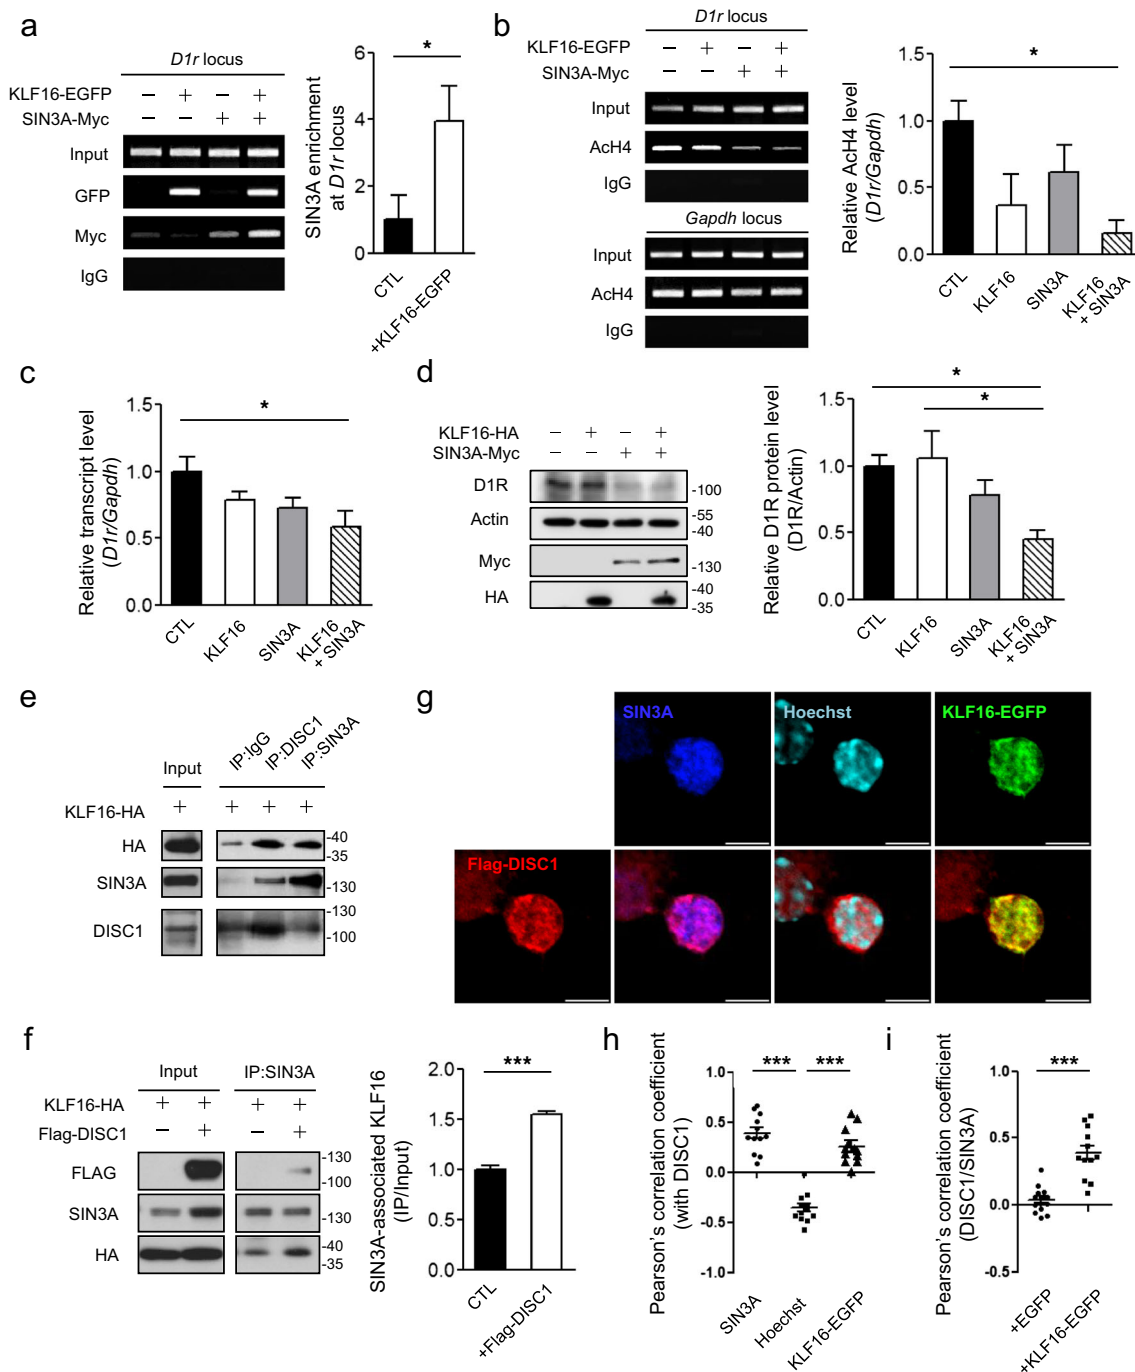 a
D1r locus
KLF16-EGFP − + − +
SIN3A-Myc − − + +
Input
GFP
Myc
IgG
SIN3A enrichment
at D1r locus
6
4
2
0
*
CTL
+KLF16-EGFP
b
D1r locus
KLF16-EGFP − + − +
SIN3A-Myc − − + +
Input
AcH4
IgG
Gapdh locus
Input
AcH4
IgG
Relative AcH4 level
(D1r/Gapdh)
1.5
1.0
0.5
0.0
*
CTL
KLF16
SIN3A
KLF16
+ SIN3A
c
Relative transcript level
(D1r/Gapdh)
1.5
1.0
0.5
0.0
*
CTL
KLF16
SIN3A
KLF16
+ SIN3A
d
KLF16-HA − + − +
SIN3A-Myc − − + +
D1R -100
Actin -55
-40
Myc -130
HA -40
-35
Relative D1R protein level
(D1R/Actin)
1.5
1.0
0.5
0.0
*
*
CTL
KLF16
SIN3A
KLF16
+ SIN3A
e
Input IP:IgG IP:DISC1 IP:SIN3A
KLF16-HA + + + +
HA -40
-35
SIN3A -130
DISC1 -130
-100
g
SIN3A Hoechst KLF16-EGFP
Flag-DISC1
f
Input IP:SIN3A
KLF16-HA + + + +
Flag-DISC1 − + − +
FLAG -130
-100
SIN3A -130
HA -40
-35
SIN3A-associated KLF16
(IP/Input)
2.0
1.5
1.0
0.5
0.0
***
CTL
+Flag-DISC1
h
Pearson's correlation coefficient
(with DISC1)
1.0
0.5
0.0
-0.5
-1.0
*** ***
SIN3A
Hoechst
KLF16-EGFP
i
Pearson's correlation coefficient
(DISC1/SIN3A)
1.0
0.5
0.0
-0.5
***
+EGFP
+KLF16-EGFP